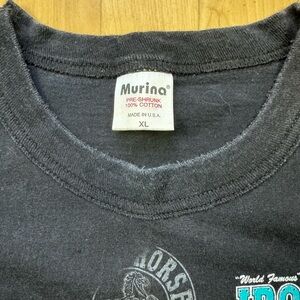 Murina®
PRE-SHRUNK
100% COTTON
MADE IN U.S.A.
XL
HORSE
"World Famous